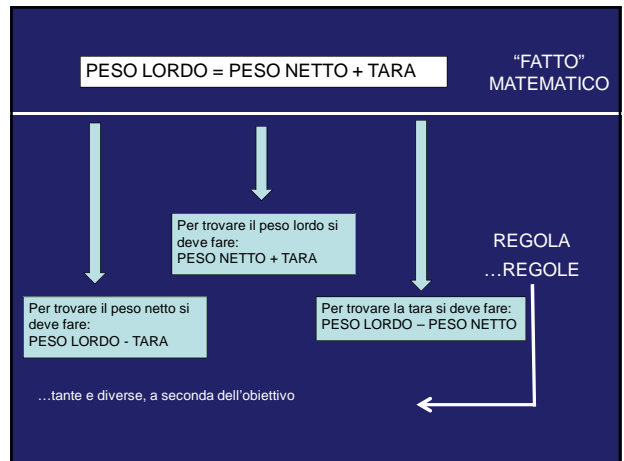 PESO LORDO = PESO NETTO + TARA
“FATTO”
MATEMATICO
Per trovare il peso lordo si
deve fare:
PESO NETTO + TARA
REGOLA
…REGOLE
Per trovare il peso netto si
deve fare:
PESO LORDO - TARA
Per trovare la tara si deve fare:
PESO LORDO – PESO NETTO
…tante e diverse, a seconda dell’obiettivo